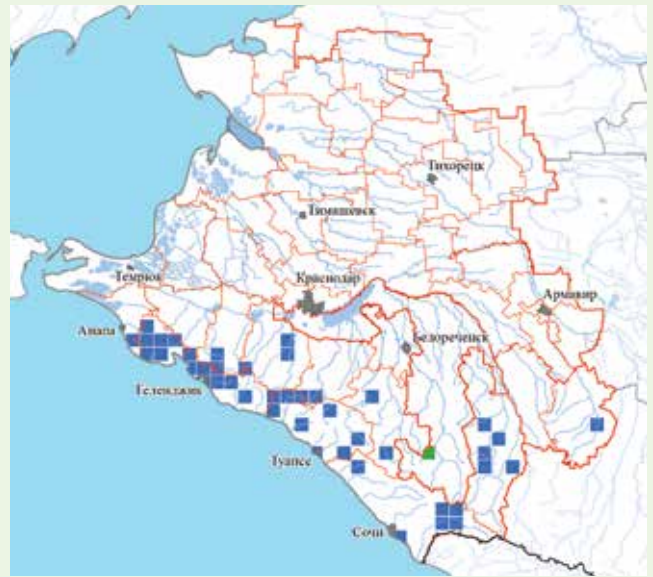 Тихорецк
Тимашевск
Темрюк
Краснодар
Армавир
Анапа
Белореченск
Геленджик
Туапсе
Сочи